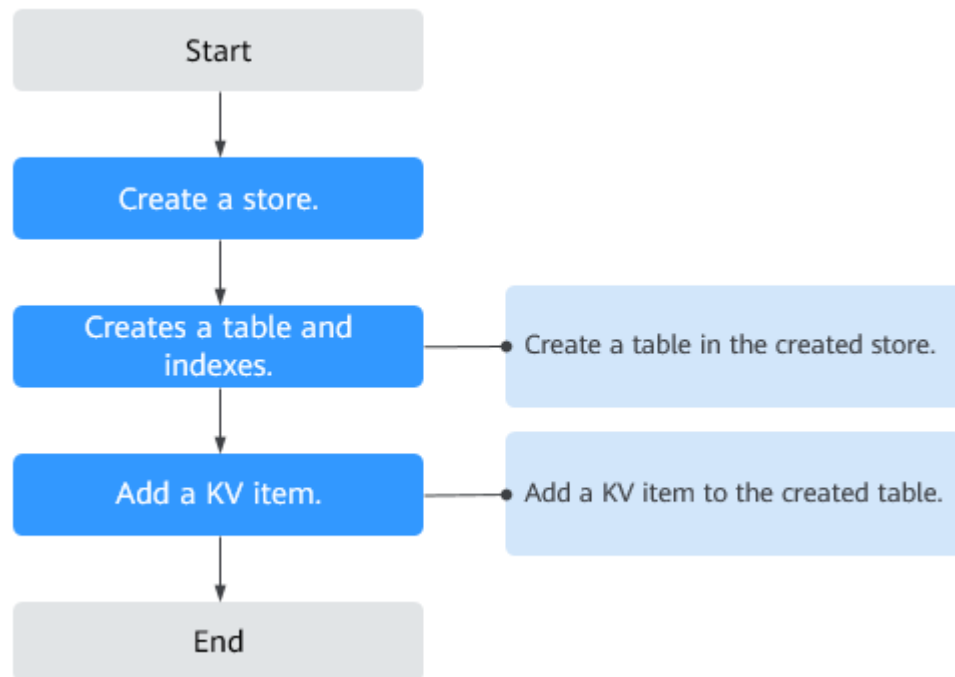 Start
Create a store.
Creates a table and
indexes.
Create a table in the created store.
Add a KV item.
Add a KV item to the created table.
End